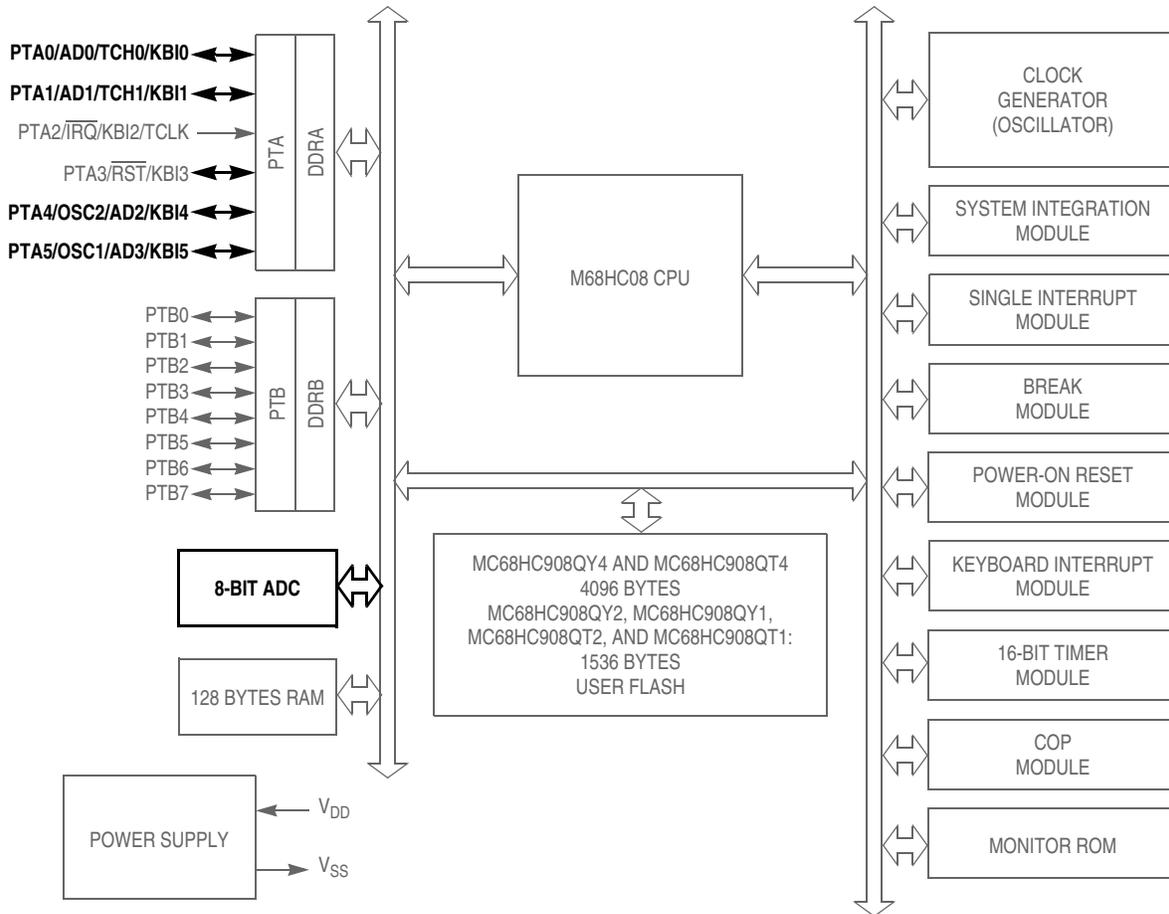 PTA0/AD0/TCH0/KBI0
PTA1/AD1/TCH1/KBI1
PTA2/IRQ/KBI2/TCLK
PTA3/RST/KBI3
PTA4/OSC2/AD2/KBI4
PTA5/OSC1/AD3/KBI5
PTA
DDRA
PTB0
PTB1
PTB2
PTB3
PTB4
PTB5
PTB6
PTB7
PTB
DDRB
8-BIT ADC
128 BYTES RAM
POWER SUPPLY
VDD
VSS
M68HC08 CPU
MC68HC908QY4 AND MC68HC908QT4
4096 BYTES
MC68HC908QY2, MC68HC908QY1,
MC68HC908QT2, AND MC68HC908QT1:
1536 BYTES
USER FLASH
CLOCK
GENERATOR
(OSCILLATOR)
SYSTEM INTEGRATION
MODULE
SINGLE INTERRUPT
MODULE
BREAK
MODULE
POWER-ON RESET
MODULE
KEYBOARD INTERRUPT
MODULE
16-BIT TIMER
MODULE
COP
MODULE
MONITOR ROM